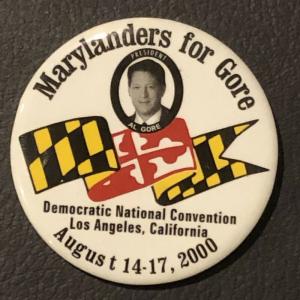 Marylanders for Gore
PRESIDENT
AL GORE
Democratic National Convention
Los Angeles, California
August 14-17, 2000